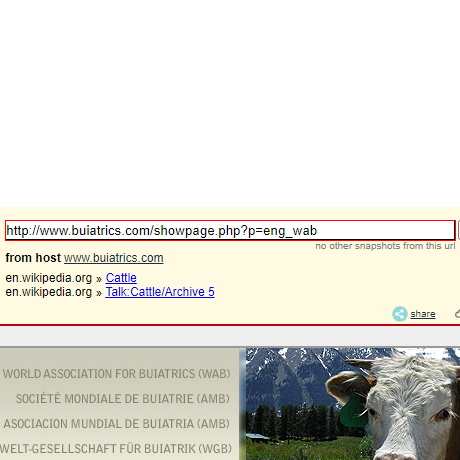 http://www.buiatrics.com/showpage.php?p=eng_wab
no other snapshots from this url
from host www.buiatrics.com
en.wikipedia.org » Cattle
en.wikipedia.org » Talk:Cattle/Archive 5
share
WORLD ASSOCIATION FOR BUIATRICS (WAB)
SOCIÉTÉ MONDIALE DE BUIATRIE (AMB)
ASOCIACION MUNDIAL DE BUIATRIA (AMB)
WELT-GESELLSCHAFT FÜR BUIATRIK (WGB)